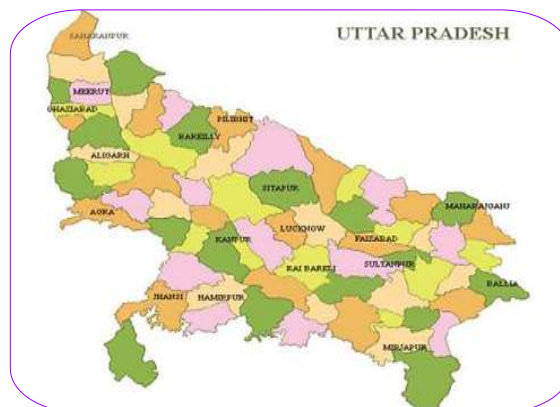 UTTAR PRADESH
SAHARANPUR
MEERUT
GHAZIABAD
PILIBHIT
BAREILLY
ALIGARH
SITAPUR
MAHARAJGANJ
AGRA
LUCKNOW
KANPUR
FAIZABAD
SULTANPUR
RAI BARELI
BALLIA
JHANSI
HAMIRPUR
MIRJAPUR